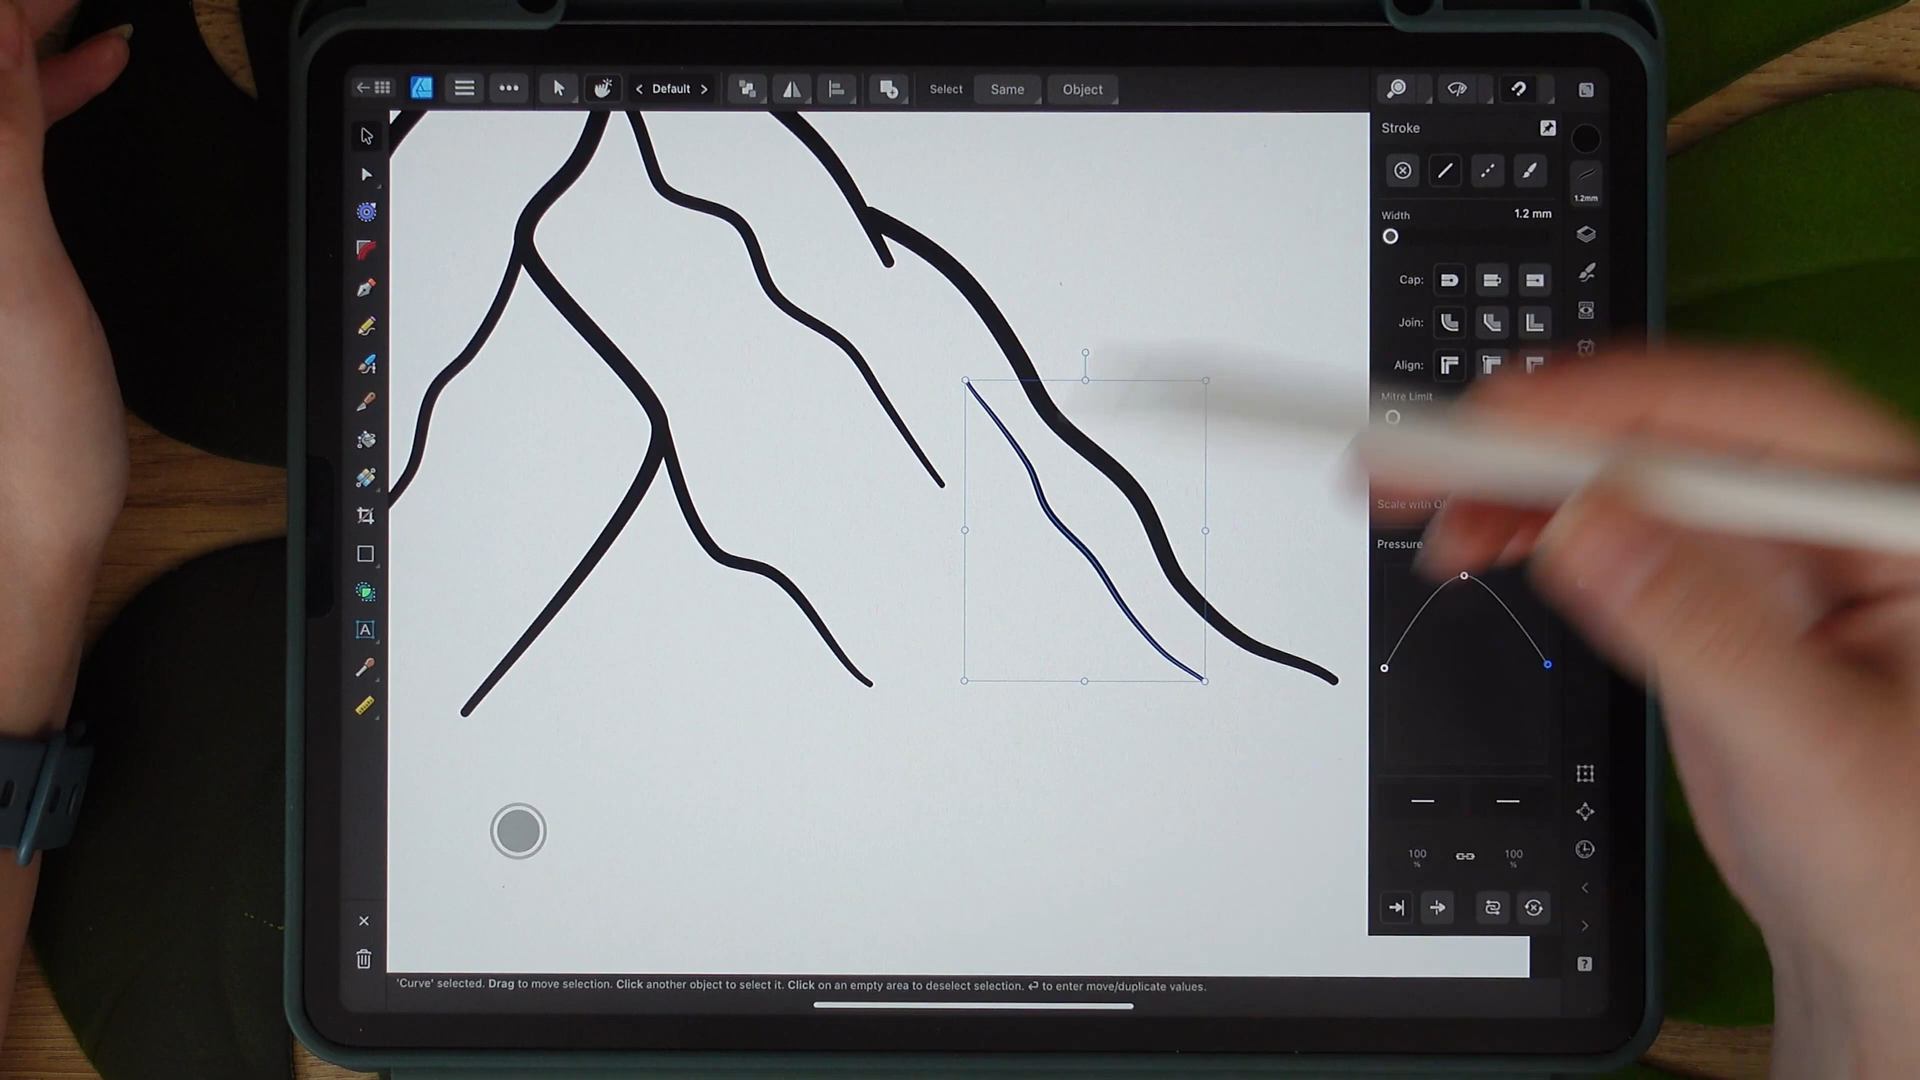 Default
Select
Same
Object
Stroke
1.2mm
Width
1.2 mm
Cap:
Join:
Align:
Mitre Limit
Scale with
Pressure
100
%
100
%
A
?
'Curve' selected. Drag to move selection. Click another object to select it. Click on an empty area to deselect selection. ↩ to enter move/duplicate values.